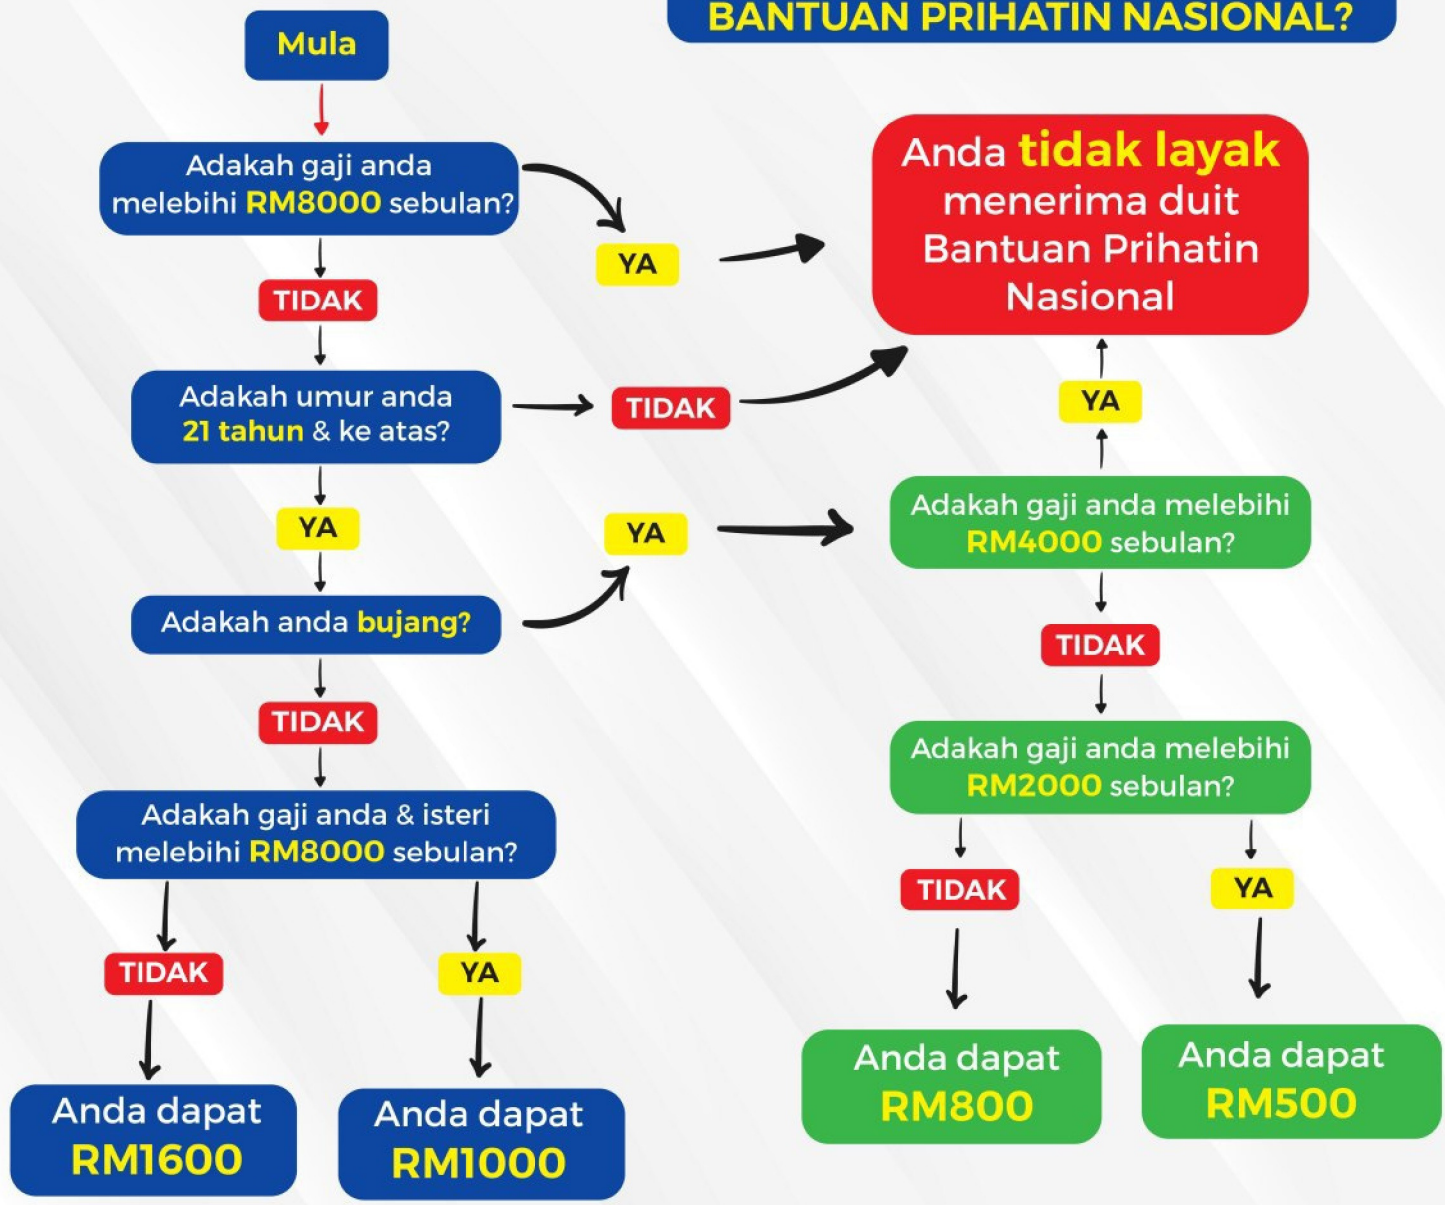 BANTUAN PRIHATIN NASIONAL?
Mula
Adakah gaji anda
melebihi RM8000 sebulan?
YA
Anda tidak layak
menerima duit
Bantuan Prihatin
Nasional
TIDAK
Adakah umur anda
21 tahun & ke atas?
TIDAK
YA
Adakah anda bujang?
YA
Adakah gaji anda melebihi
RM4000 sebulan?
YA
TIDAK
Adakah gaji anda melebihi
RM2000 sebulan?
TIDAK
YA
Anda dapat
RM800
Anda dapat
RM500
TIDAK
Adakah gaji anda & isteri
melebihi RM8000 sebulan?
TIDAK
YA
Anda dapat
RM1600
Anda dapat
RM1000